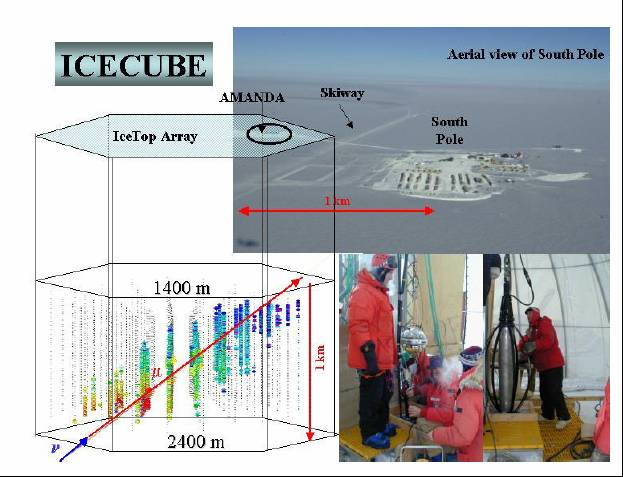 ICECUBE
Aerial view of South Pole
AMANDA
Skiway
IceTop Array
South
Pole
1 km
1400 m
1 km
μ
2400 m
ν